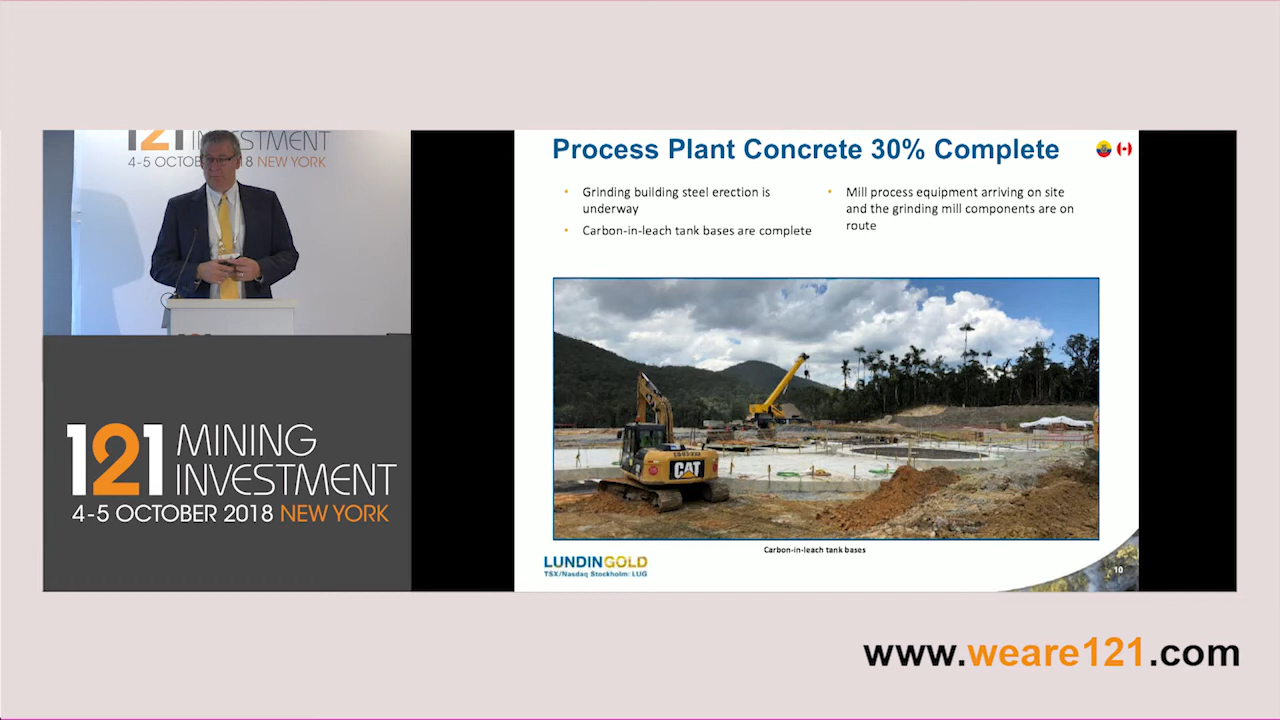 121 MINING INVESTMENT
4-5 OCTOBER 2018 NEW YORK
121 MINING
INVESTMENT
4-5 OCTOBER 2018 NEW YORK
Process Plant Concrete 30% Complete
• Grinding building steel erection is
underway
• Carbon-in-leach tank bases are complete
• Mill process equipment arriving on site
and the grinding mill components are on
route
CAT
Carbon-in-leach tank bases
LUNDINGOLD
TSX/Nasdaq Stockholm: LUG
10
www.weare121.com